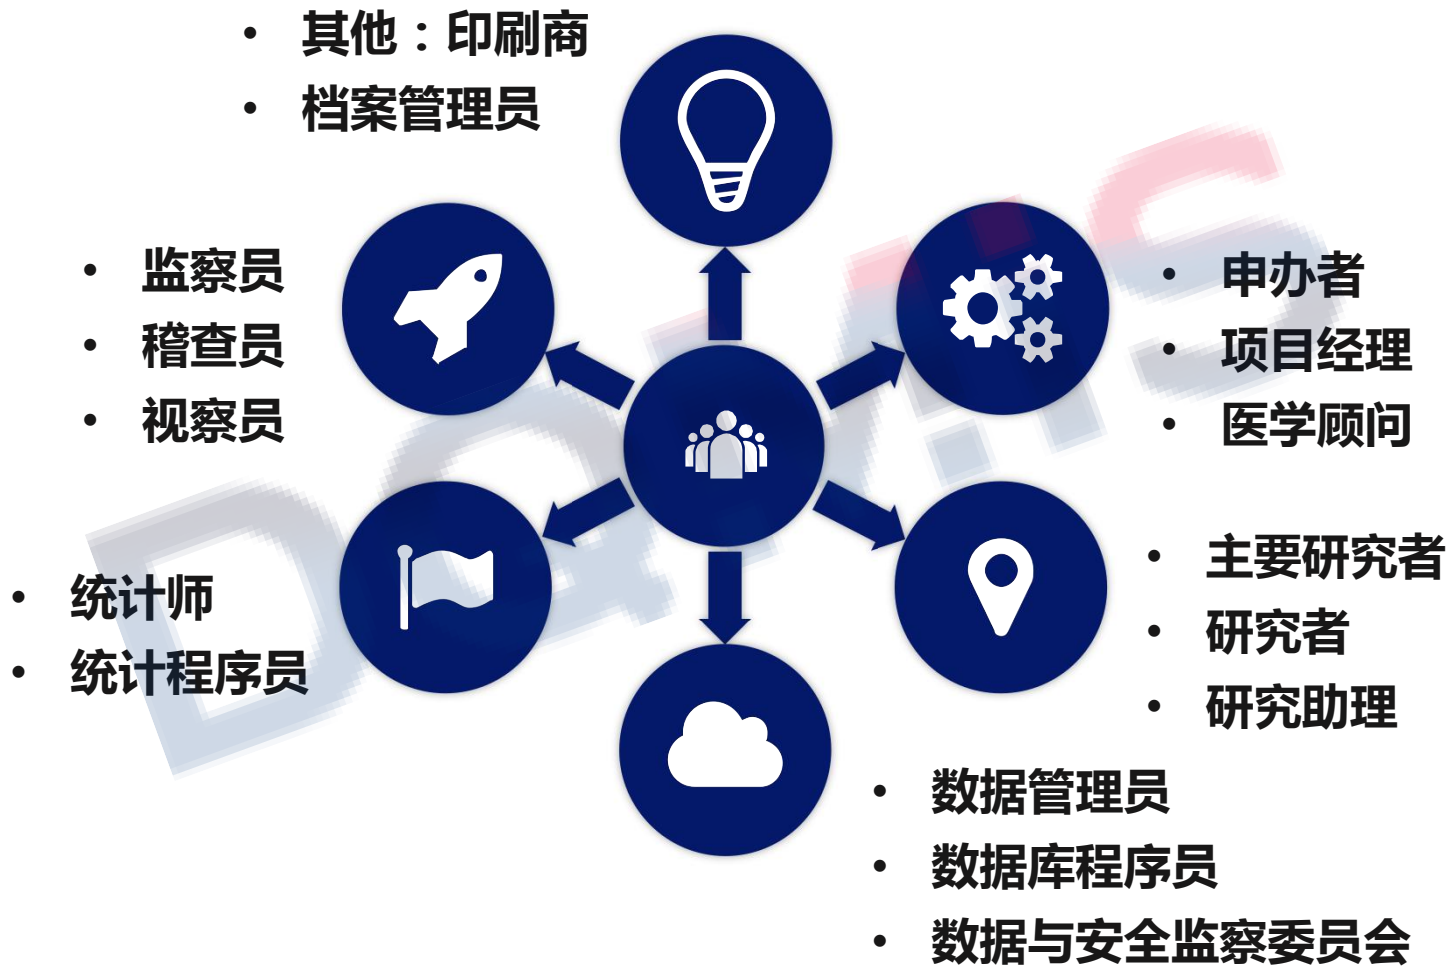 • 其他：印刷商
• 档案管理员
• 监察员
• 稽查员
• 视察员
• 申办者
• 项目经理
• 医学顾问
• 统计师
• 统计程序员
• 主要研究者
• 研究者
• 研究助理
• 数据管理员
• 数据库程序员
• 数据与安全监察委员会